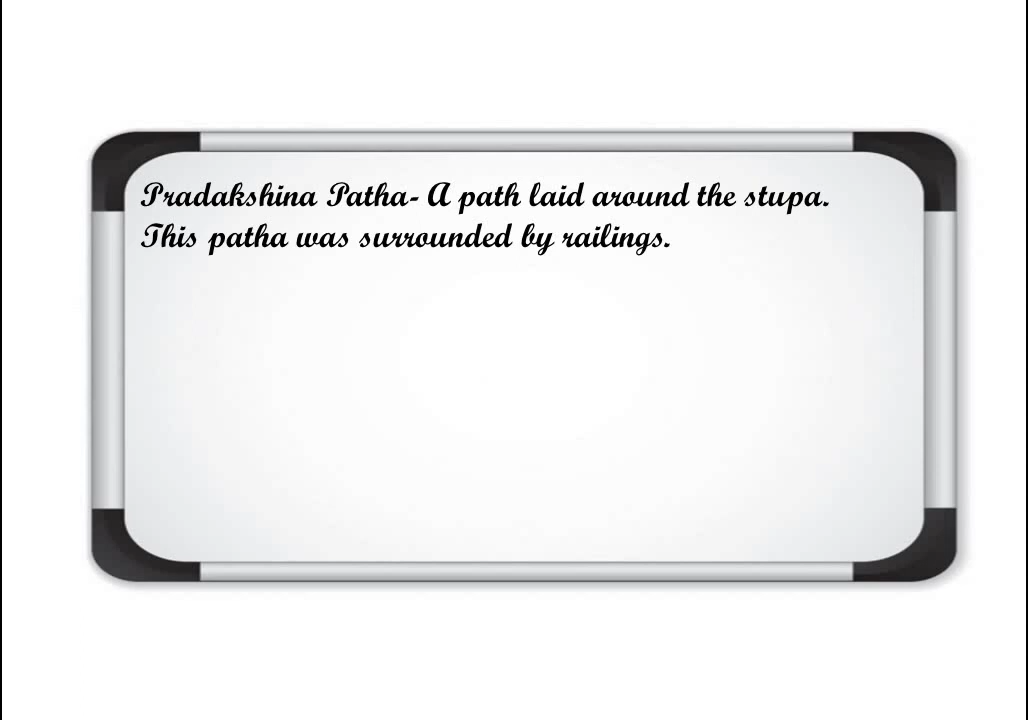 Pradakshina Patha- A path laid around the stupa.
This patha was surrounded by railings.